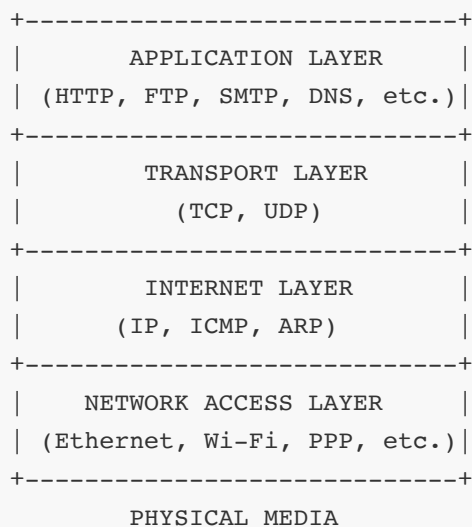 +-----------------------------+
|        APPLICATION LAYER     |
| (HTTP, FTP, SMTP, DNS, etc.)|
+-----------------------------+
|         TRANSPORT LAYER      |
|           (TCP, UDP)         |
+-----------------------------+
|         INTERNET LAYER       |
|       (IP, ICMP, ARP)        |
+-----------------------------+
|     NETWORK ACCESS LAYER     |
| (Ethernet, Wi-Fi, PPP, etc.)|
+-----------------------------+
        PHYSICAL MEDIA